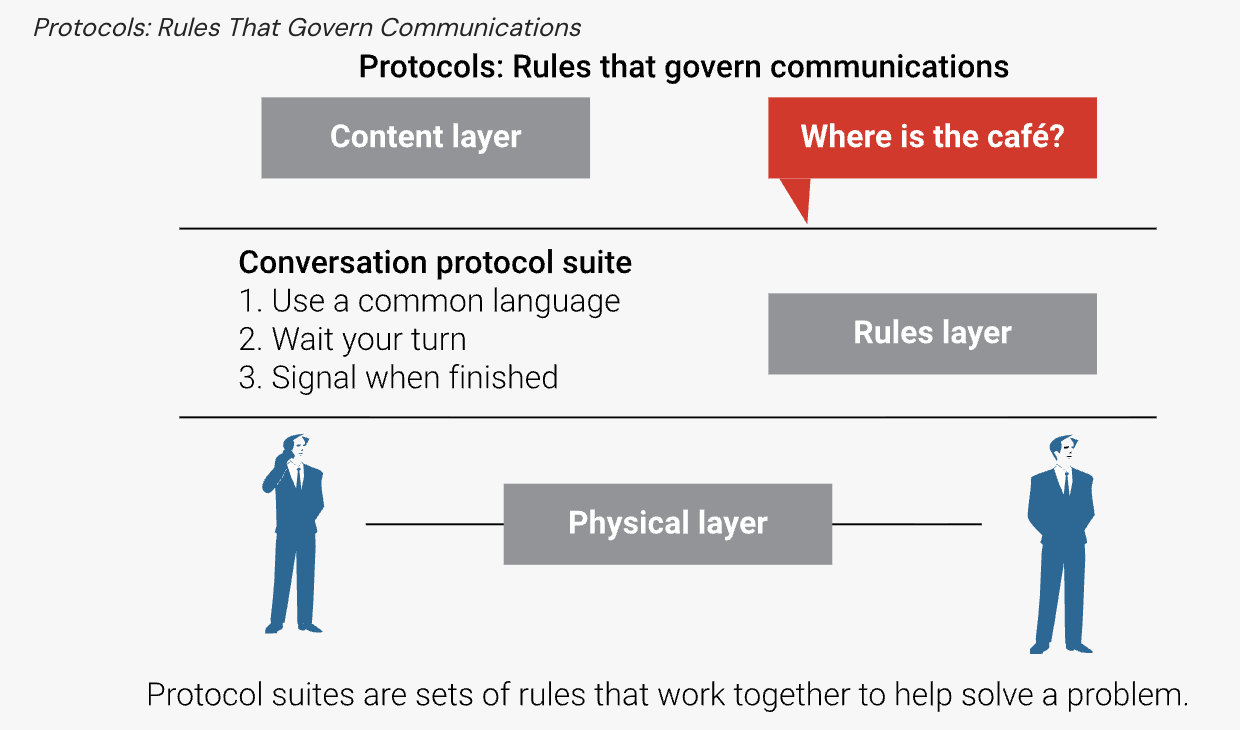 Protocols: Rules That Govern Communications
Protocols: Rules that govern communications
Content layer
Where is the café?
Conversation protocol suite
1. Use a common language
2. Wait your turn
3. Signal when finished
Rules layer
Physical layer
Protocol suites are sets of rules that work together to help solve a problem.